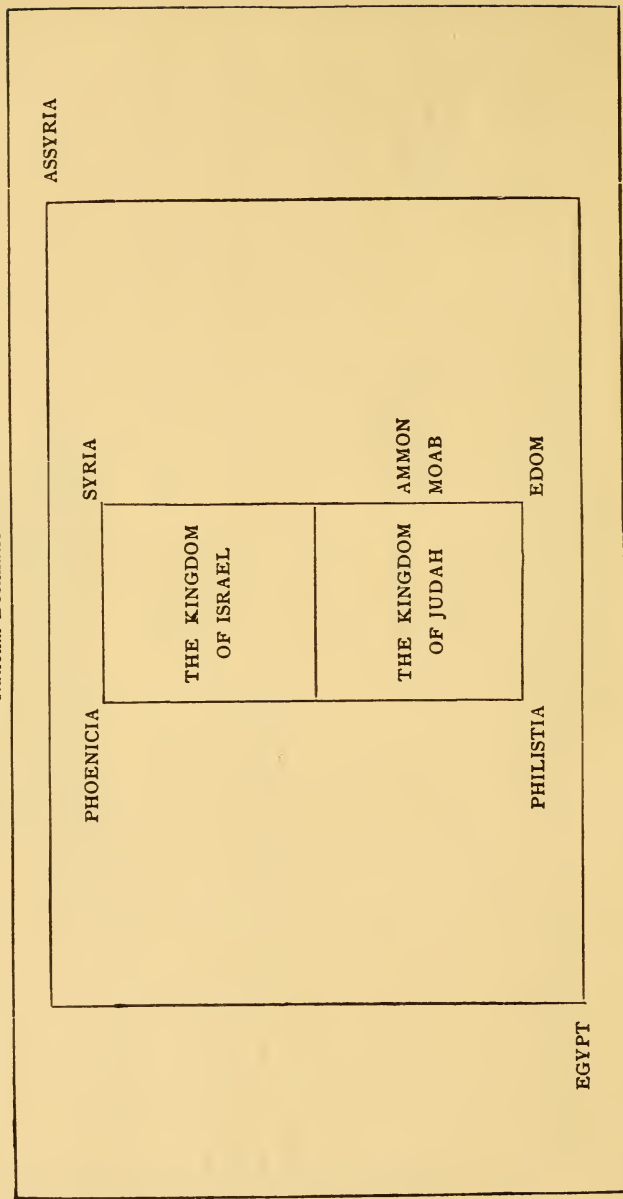 ASSYRIA
PHOENICIA
SYRIA
THE KINGDOM
OF ISRAEL
AMMON
MOAB
THE KINGDOM
OF JUDAH
PHILISTIA
EDOM
EGYPT